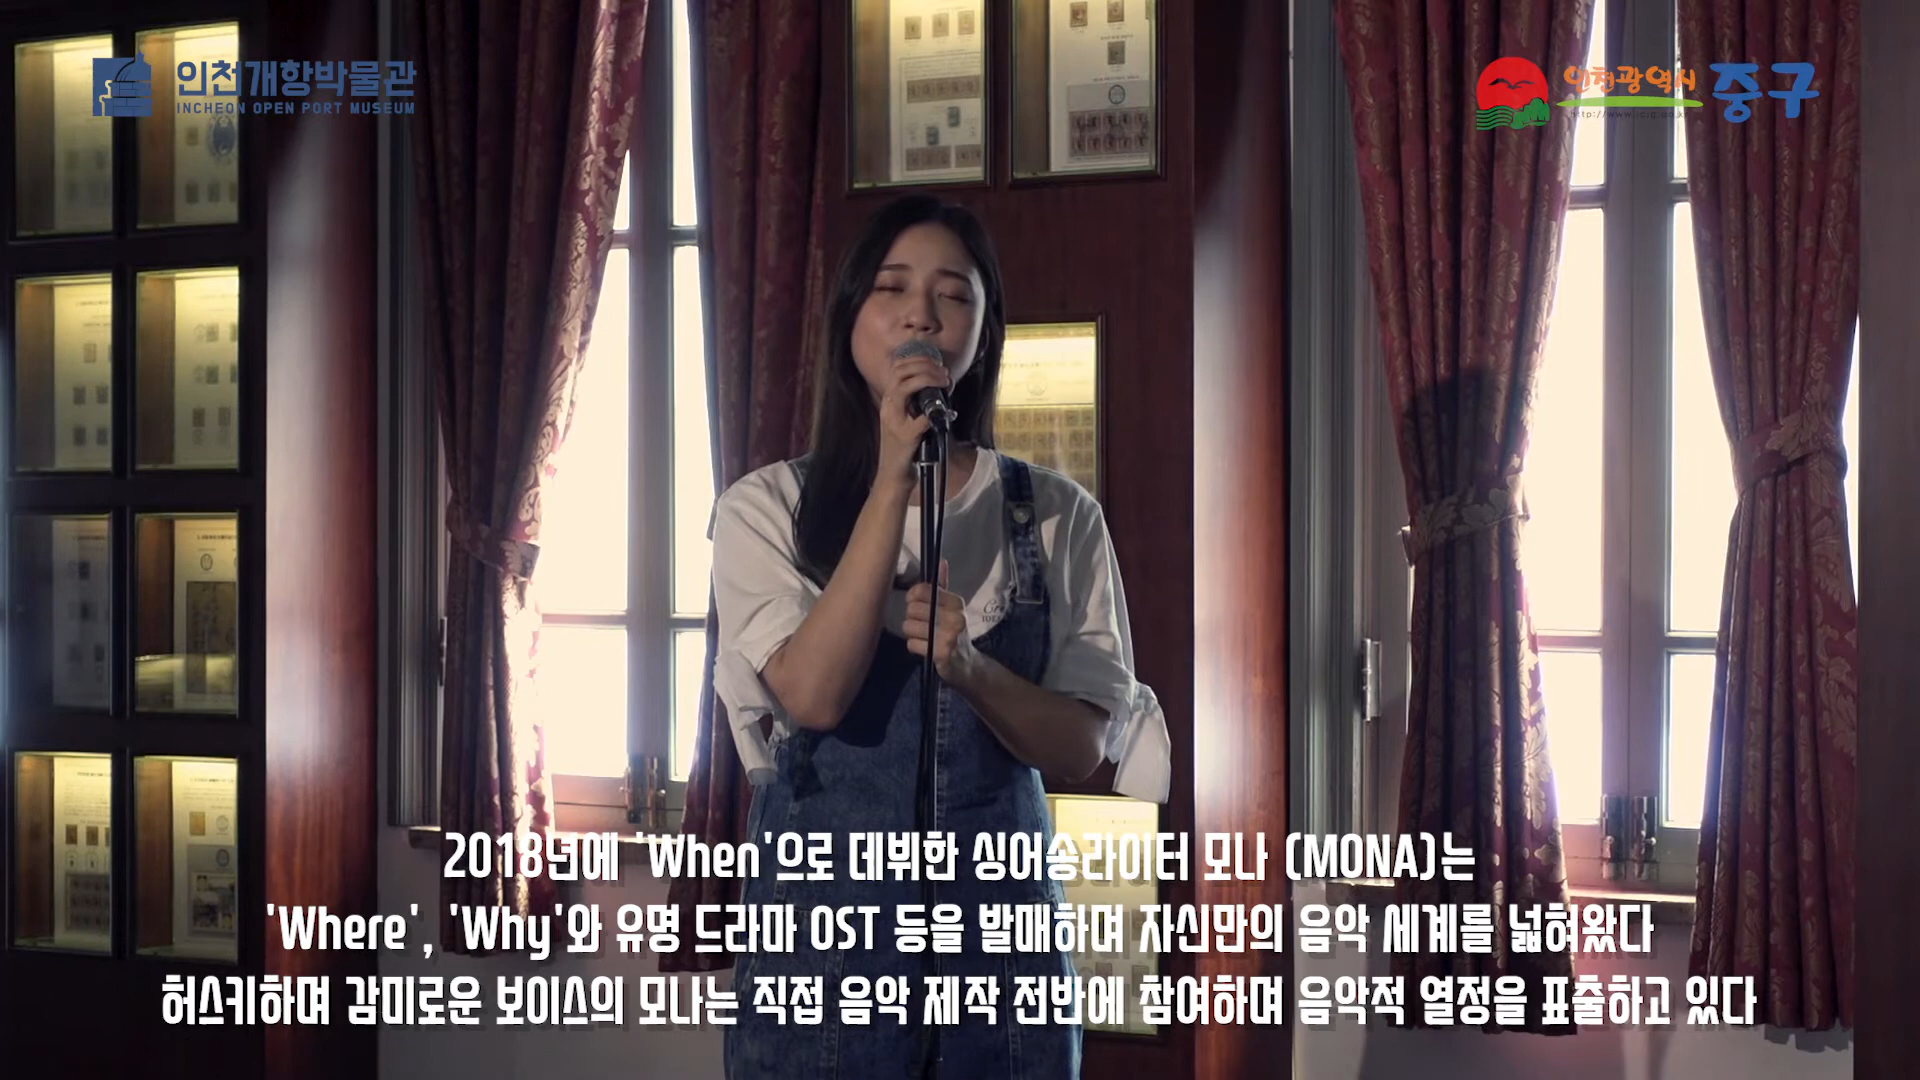 인천개항박물관
INCHEON OPEN PORT MUSEUM
인천광역시 중구
2018년에 'When'으로 데뷔한 싱어송라이터 모나 (MONA)는
'Where', 'Why'와 유명 드라마 OST 등을 발매하며 자신만의 음악 세계를 넓혀왔다
허스키하며 감미로운 보이스의 모나는 직접 음악 제작 전반에 참여하며 음악적 열정을 표출하고 있다